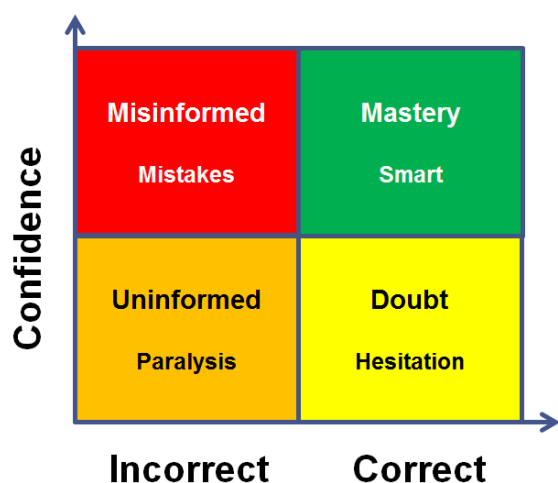 Confidence
Misinformed
Mistakes
Mastery
Smart
Uninformed
Paralysis
Doubt
Hesitation
Incorrect
Correct